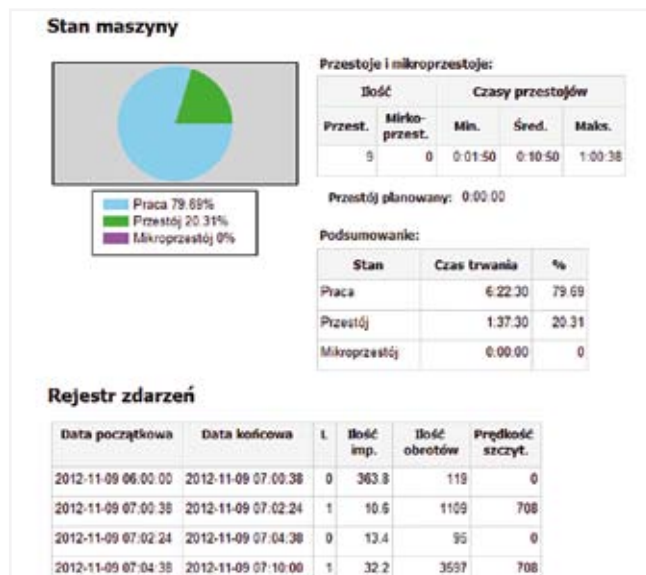 Stan maszyny
Przestoje i mikroprzestoje:
Ilość Czasy przestojów
Przest. Mirko-przest. Min. Śred. Maks.
9 0 0:01:50 0:10:50 1:00:38
Praca 79.69%
Przestój 20.31%
Mikroprzestój 0%
Przestój planowany: 0:00:00
Podsumowanie:
Stan Czas trwania %
Praca 6:22:30 79.69
Przestój 1:37:30 20.31
Mikroprzestój 0:00:00 0
Rejestr zdarzeń
Data początkowa Data końcowa L Ilość imp. Ilość obrotów Prędkość szczyt.
2012-11-09 06:00:00 2012-11-09 07:00:38 0 363.8 119 0
2012-11-09 07:00:38 2012-11-09 07:02:24 1 10.6 1109 708
2012-11-09 07:02:24 2012-11-09 07:04:38 0 13.4 95 0
2012-11-09 07:04:38 2012-11-09 07:10:00 1 32.2 3597 708